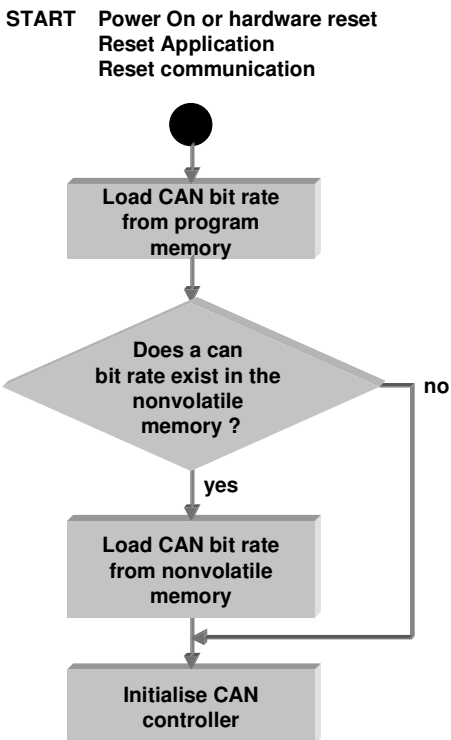 START Power On or hardware reset
Reset Application
Reset communication
Load CAN bit rate
from program
memory
Does a can
bit rate exist in the
nonvolatile
memory ?
no
yes
Load CAN bit rate
from nonvolatile
memory
Initialise CAN
controller